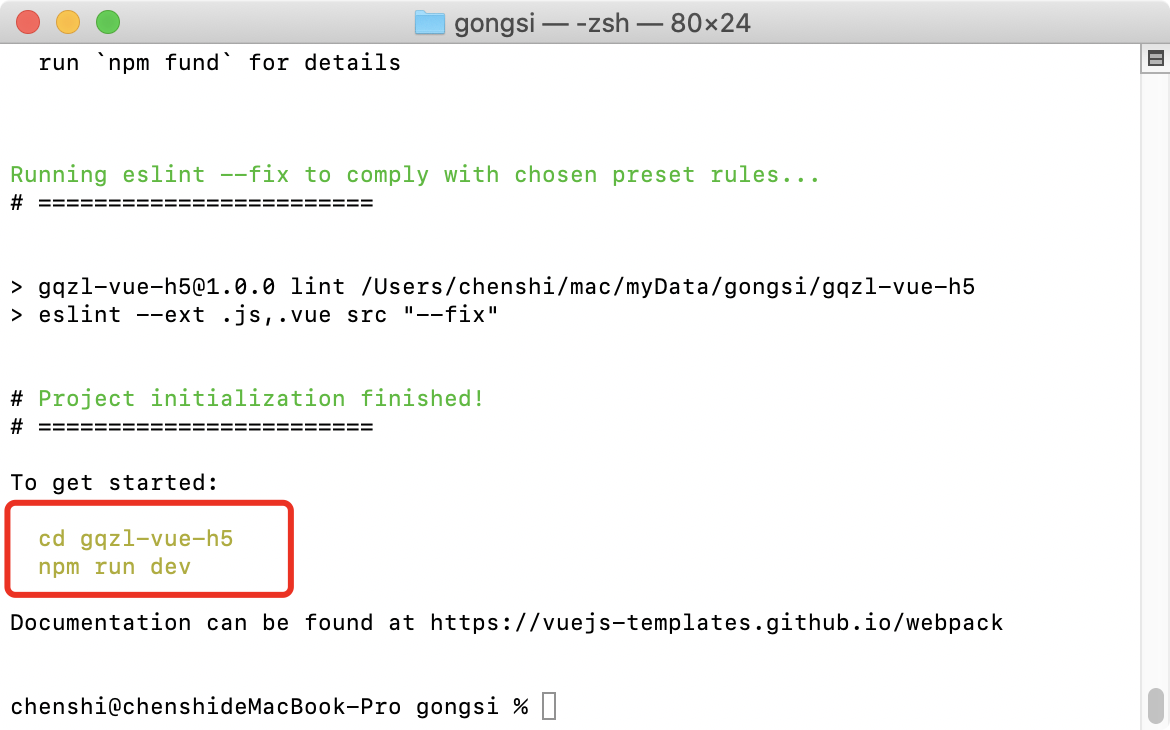 gongsi — -zsh — 80×24
run `npm fund` for details
Running eslint --fix to comply with chosen preset rules...
# ========================
> gqzl-vue-h5@1.0.0 lint /Users/chenshi/mac/myData/gongsi/gqzl-vue-h5
> eslint --ext .js,.vue src "--fix"
# Project initialization finished!
# ========================
To get started:
cd gqzl-vue-h5
npm run dev
Documentation can be found at https://vuejs-templates.github.io/webpack
chenshi@chenshideMacBook-Pro gongsi %